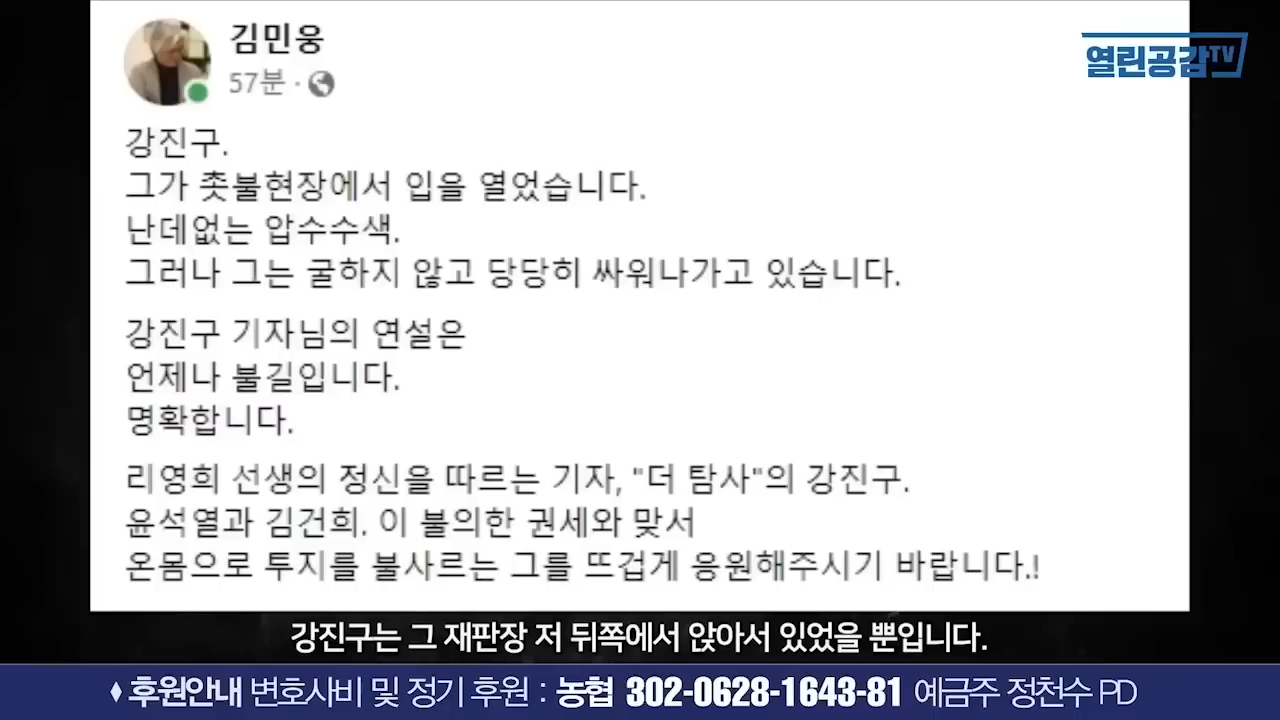 김민웅
열린공감TV
57분 ·
강진구.
그가 촛불현장에서 입을 열었습니다.
난데없는 압수수색.
그러나 그는 굴하지 않고 당당히 싸워나가고 있습니다.
강진구 기자님의 연설은
언제나 불길입니다.
명확합니다.
리영희 선생의 정신을 따르는 기자, "더 탐사"의 강진구.
윤석열과 김건희. 이 불의한 권세와 맞서
온몸으로 투지를 불사르는 그를 뜨겁게 응원해주시기 바랍니다.!
강진구는 그 재판장 저 뒤쪽에서 앉아서 있었을 뿐입니다.
♦ 후원안내 변호사비 및 정기 후원 : 농협 302-0628-1643-81 예금주 정천수 PD